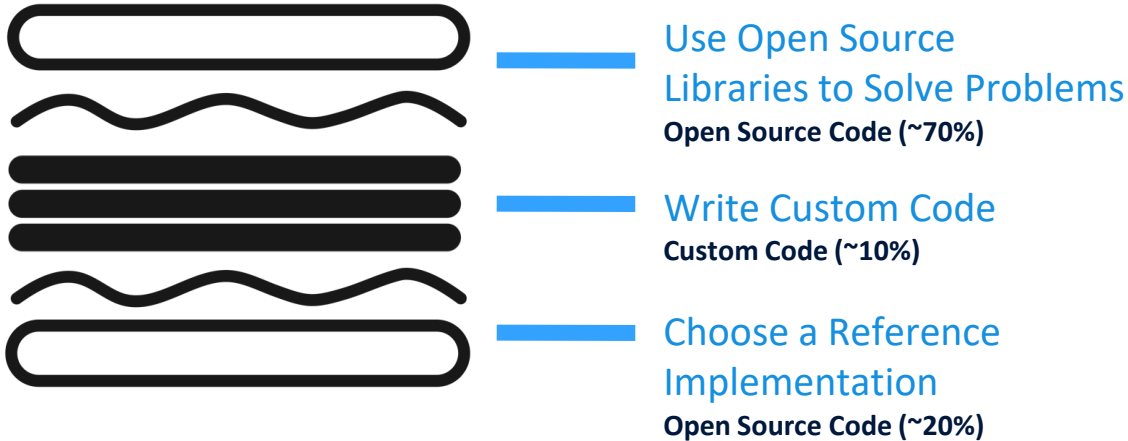 Use Open Source
Libraries to Solve Problems
Open Source Code (~70%)
Write Custom Code
Custom Code (~10%)
Choose a Reference
Implementation
Open Source Code (~20%)